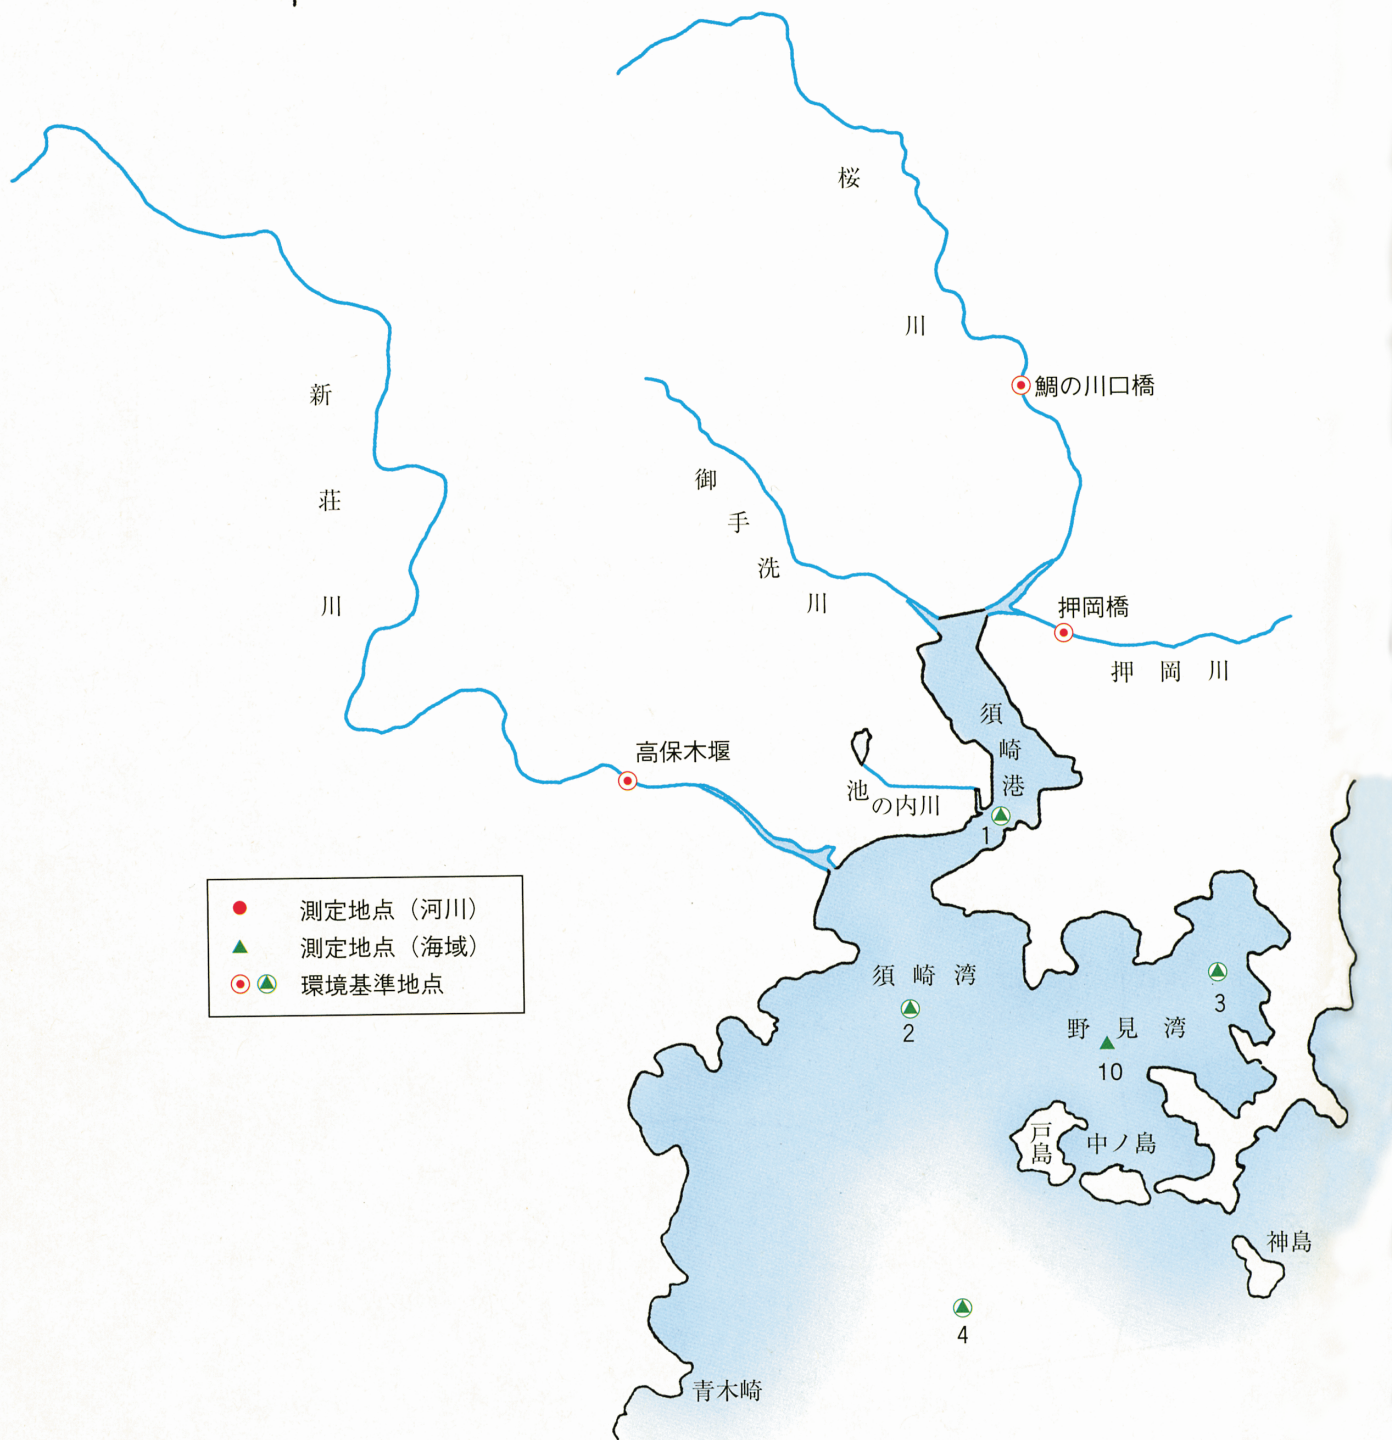 桜川
鯛の川口橋
新荘川
御手洗川
押岡橋
押岡川
高保木堰
須崎港
池の内川
1
測定地点（河川）
測定地点（海域）
環境基準地点
須崎湾
2
3
野見湾
10
戸島
中ノ島
神島
4
青木崎